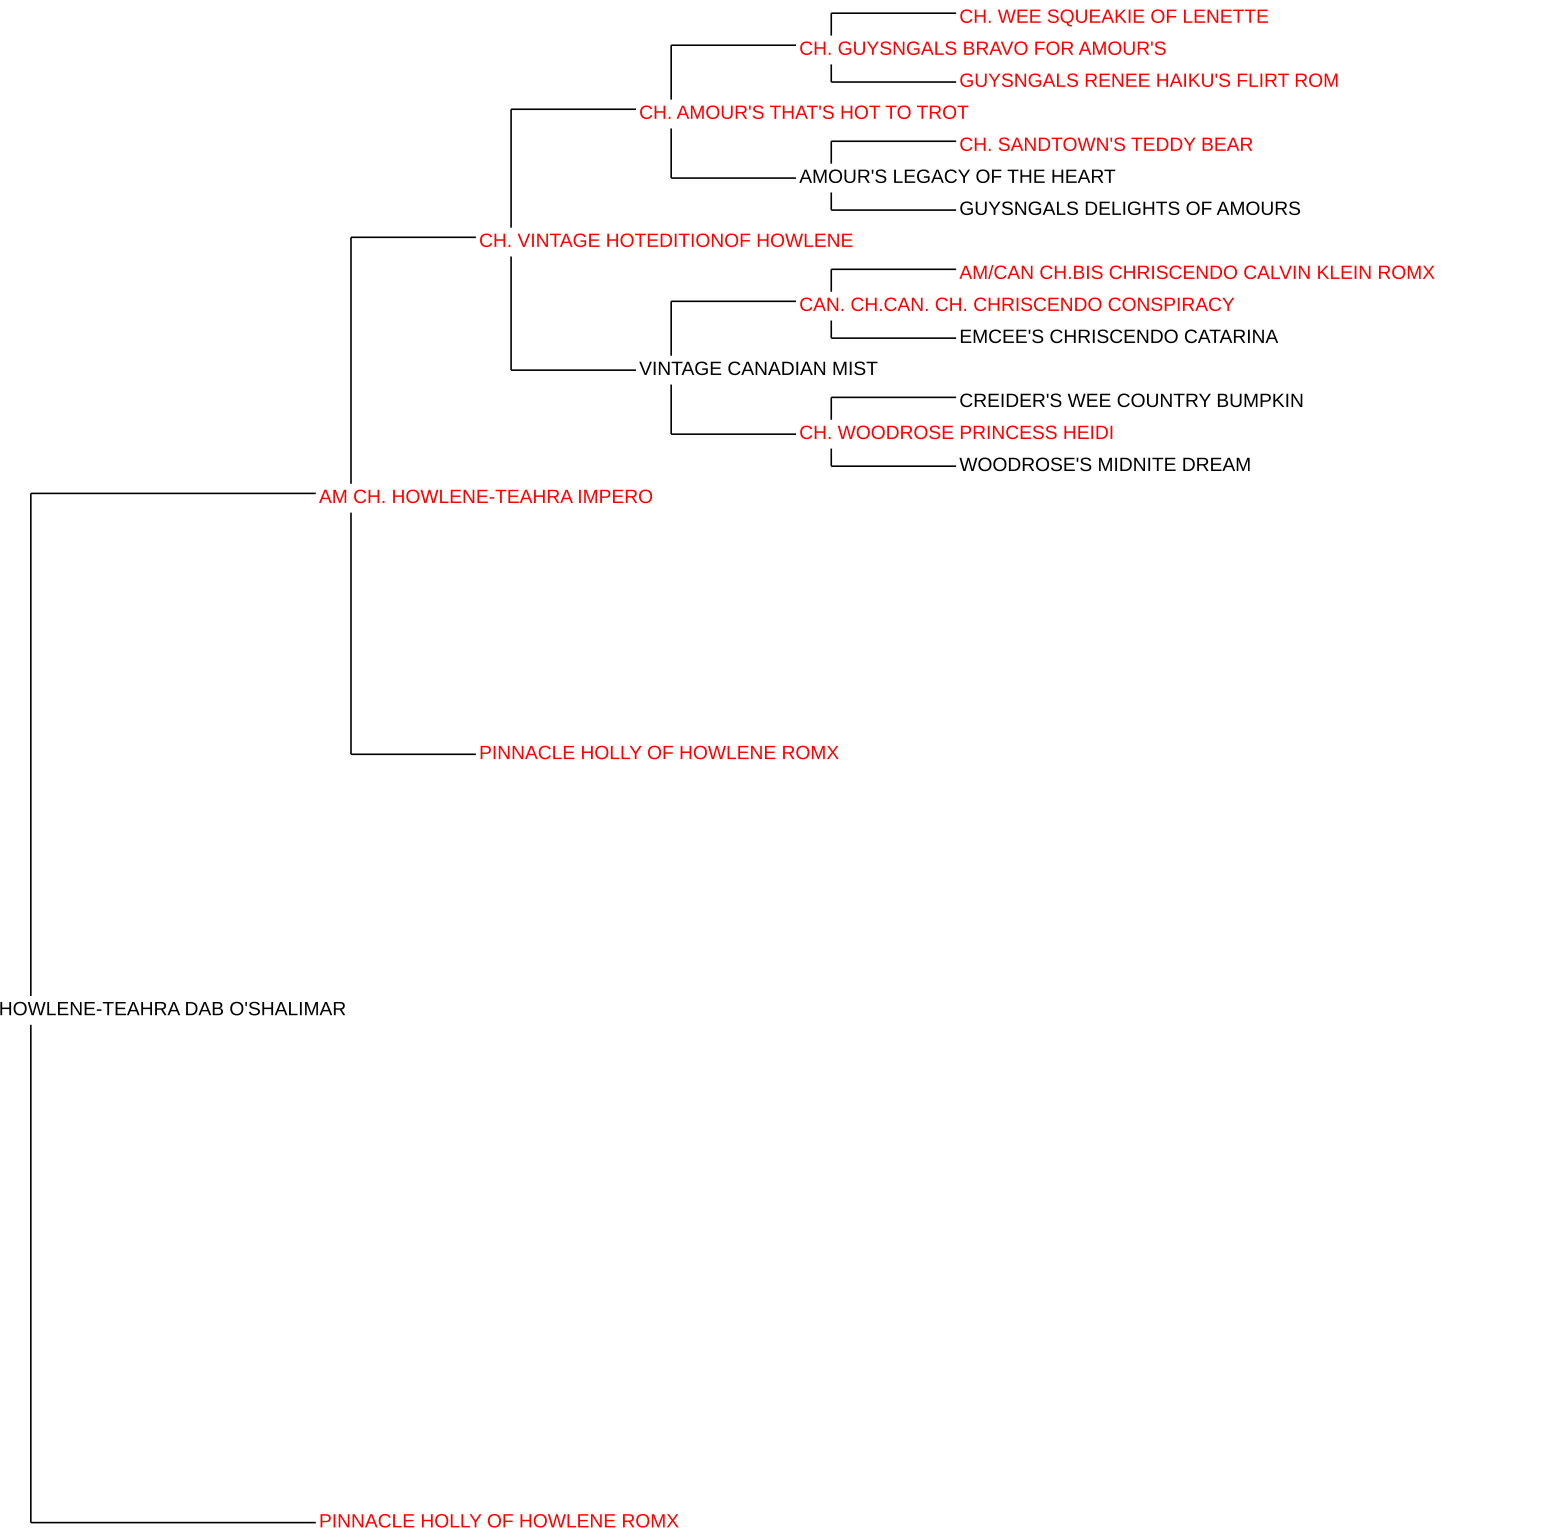 CH. WEE SQUEAKIE OF LENETTE
CH. GUYSNGALS BRAVO FOR AMOUR'S
GUYSNGALS RENEE HAIKU'S FLIRT ROM
CH. AMOUR'S THAT'S HOT TO TROT
CH. SANDTOWN'S TEDDY BEAR
AMOUR'S LEGACY OF THE HEART
GUYSNGALS DELIGHTS OF AMOURS
CH. VINTAGE HOTEDITIONOF HOWLENE
AM/CAN CH.BIS CHRISCENDO CALVIN KLEIN ROMX
CAN. CH.CAN. CH. CHRISCENDO CONSPIRACY
EMCEE'S CHRISCENDO CATARINA
VINTAGE CANADIAN MIST
CREIDER'S WEE COUNTRY BUMPKIN
CH. WOODROSE PRINCESS HEIDI
WOODROSE'S MIDNITE DREAM
AM CH. HOWLENE-TEAHRA IMPERO
PINNACLE HOLLY OF HOWLENE ROMX
HOWLENE-TEAHRA DAB O'SHALIMAR
PINNACLE HOLLY OF HOWLENE ROMX